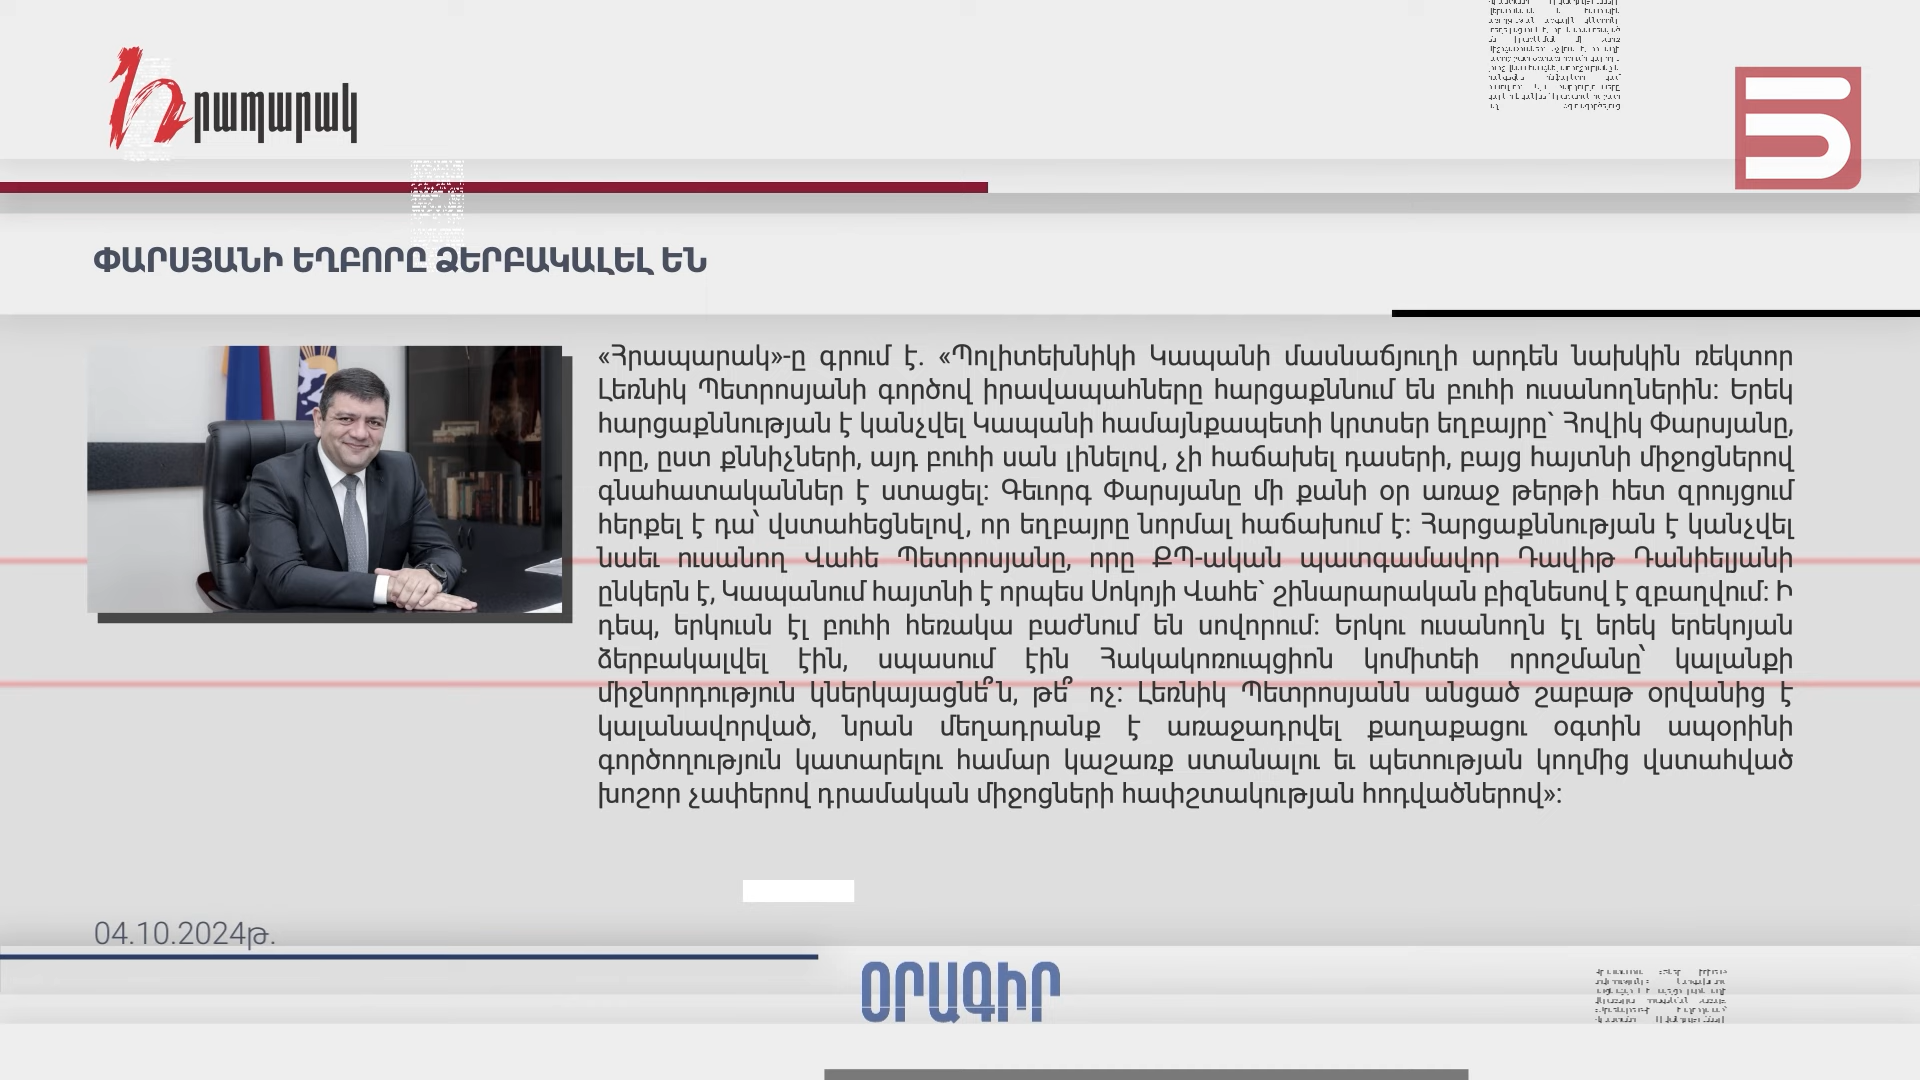 Հրապարակ
ՓԱՐՍՅԱՆԻ ԵՂԲՈՐԸ ՁԵՐԲԱԿԱԼԵԼ ԵՆ
«Հրապարակ»-ը գրում է. «Պոլիտեխնիկի Կապանի մասնաճյուղի արդեն նախկին ռեկտոր
Լեռնիկ Պետրոսյանի գործով իրավապահները հարցաքննում են բուհի ուսանողներին: Երեկ
հարցաքննության է կանչվել Կապանի համայնքապետի կրտսեր եղբայրը՝ Հովիկ Փարսյանը,
որը, ըստ քննիչների, այդ բուհի սան լինելով, չի հաճախել դասերի, բայց հայտնի միջոցներով
գնահատականներ է ստացել: Գեւորգ Փարսյանը մի քանի օր առաջ թերթի հետ զրույցում
հերքել է դա՝ վստահեցնելով, որ եղբայրը նորմալ հաճախում է: Հարցաքննության է կանչվել
նաեւ ուսանող Վահե Պետրոսյանը, որը ՔՊ-ական պատգամավոր Դավիթ Դանիելյանի
ընկերն է, Կապանում հայտնի է որպես Սոկոյի Վահե՝ շինարարական բիզնեսով է զբաղվում: Ի
դեպ, երկուսն էլ բուհի հեռակա բաժնում են սովորում: Երկու ուսանողն էլ երեկ երեկոյան
ձերբակալվել էին, սպասում էին Հակակոռուպցիոն կոմիտեի որոշմանը՝ կալանքի
միջնորդություն կներկայացնե՞ն, թե՞ ոչ: Լեռնիկ Պետրոսյանն անցած շաբաթ օրվանից է
կալանավորված, նրան մեղադրանք է առաջադրվել քաղաքացու օգտին ապօրինի
գործողություն կատարելու համար կաշառք ստանալու եւ պետության կողմից վստահված
խոշոր չափերով դրամական միջոցների հափշտակության հոդվածներով»:
04.10.2024թ.
ՕՐԱԳԻՐ